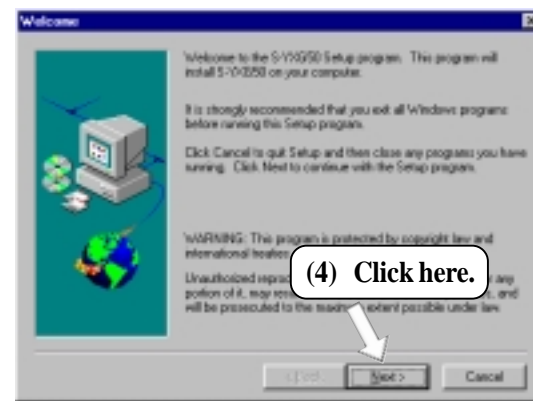 Welcome
Welcome to the S-YXG50 Setup program. This program will
install S-YXG50 on your computer.
It is strongly recommended that you exit all Windows programs
before running this Setup program.
Click Cancel to quit Setup and then close any programs you have
running. Click Next to continue with the Setup program.
WARNING: This program is protected by copyright law and
international treaties
Unauthorized any
portion of it, may and
will be prosecuted to the maximum extent possible under law.
(4) Click here.
< Back Next > Cancel